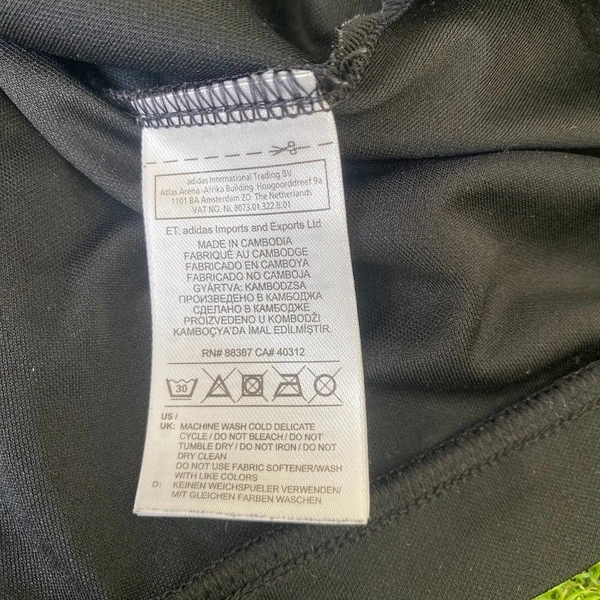 adidas International Trading BV
Atlas Arena -Afrika Building Hoogoorddreef 9a
1101 BA Amsterdam ZO The Netherlands
VAT NO. NL 8073.01.322.B.01
ET: adidas Imports and Exports Ltd
MADE IN CAMBODIA
FABRIQUÉ AU CAMBODGE
FABRICADO EN CAMBOYA
FABRICADO NO CAMBOJA
GYÁRTVA: KAMBODZSA
ПРОИЗВЕДЕНО В КАМБОДЖА
СДЕЛАНО В КАМБОДЖЕ
PROIZVEDENO U KOMBODŽI
KAMBOÇYA'DA İMAL EDİLMİŞTİR.
RN# 88387 CA# 40312
30
US /
UK: MACHINE WASH COLD DELICATE
CYCLE / DO NOT BLEACH / DO NOT
TUMBLE DRY / DO NOT IRON / DO NOT
DRY CLEAN
DO NOT USE FABRIC SOFTENER/WASH
WITH LIKE COLORS
D: KEINEN WEICHSPUELER VERWENDEN/
MIT GLEICHEN FARBEN WASCHEN